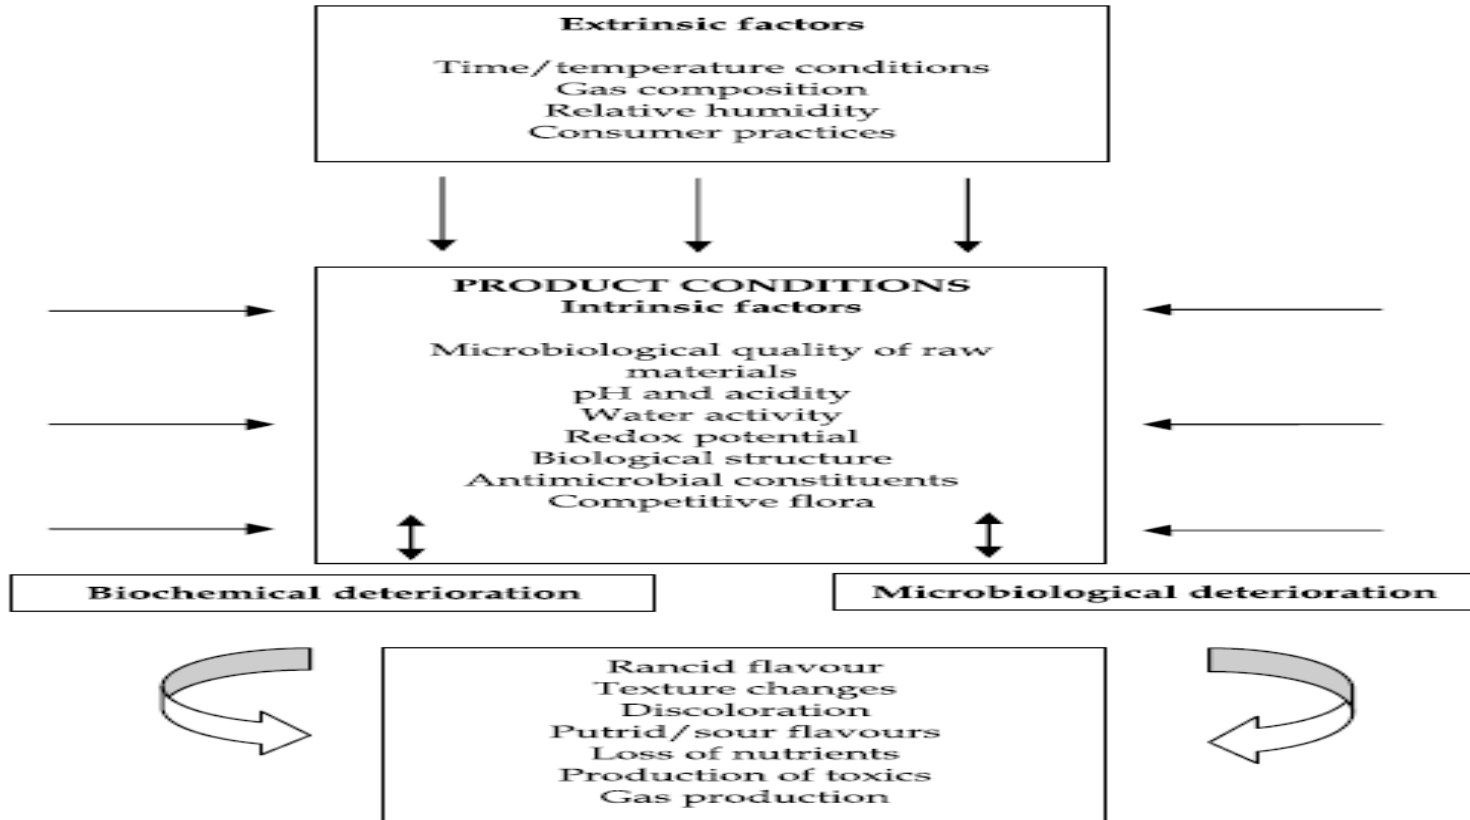 Extrinsic factors
Time/temperature conditions
Gas composition
Relative humidity
Consumer practices
PRODUCT CONDITIONS
Intrinsic factors
Microbiological quality of raw
materials
pH and acidity
Water activity
Redox potential
Biological structure
Antimicrobial constituents
Competitive flora
Biochemical deterioration
Microbiological deterioration
Rancid flavour
Texture changes
Discoloration
Putrid/sour flavours
Loss of nutrients
Production of toxics
Gas production